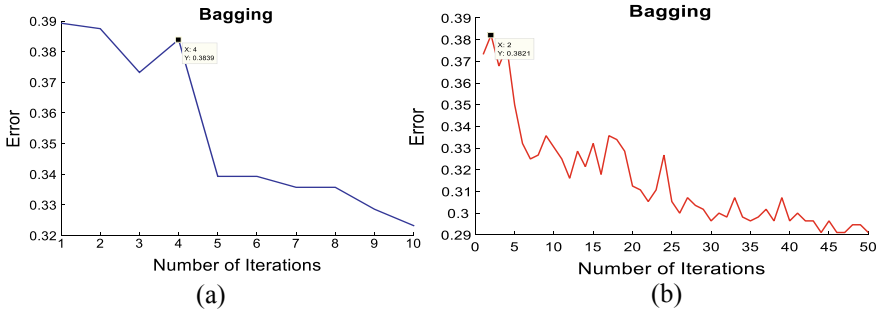 Bagging
0.39
0.38
0.37
0.36
0.35
0.34
0.33
0.32
Error
X: 4
Y: 0.3839
1 2 3 4 5 6 7 8 9 10
Number of Iterations
(a)
Bagging
0.39
0.38
0.37
0.36
0.35
0.33
0.33
0.32
0.31
0.3
0.29
Error
X: 2
Y: 0.3821
0 5 10 15 20 25 30 35 40 45 50
Number of Iterations
(b)